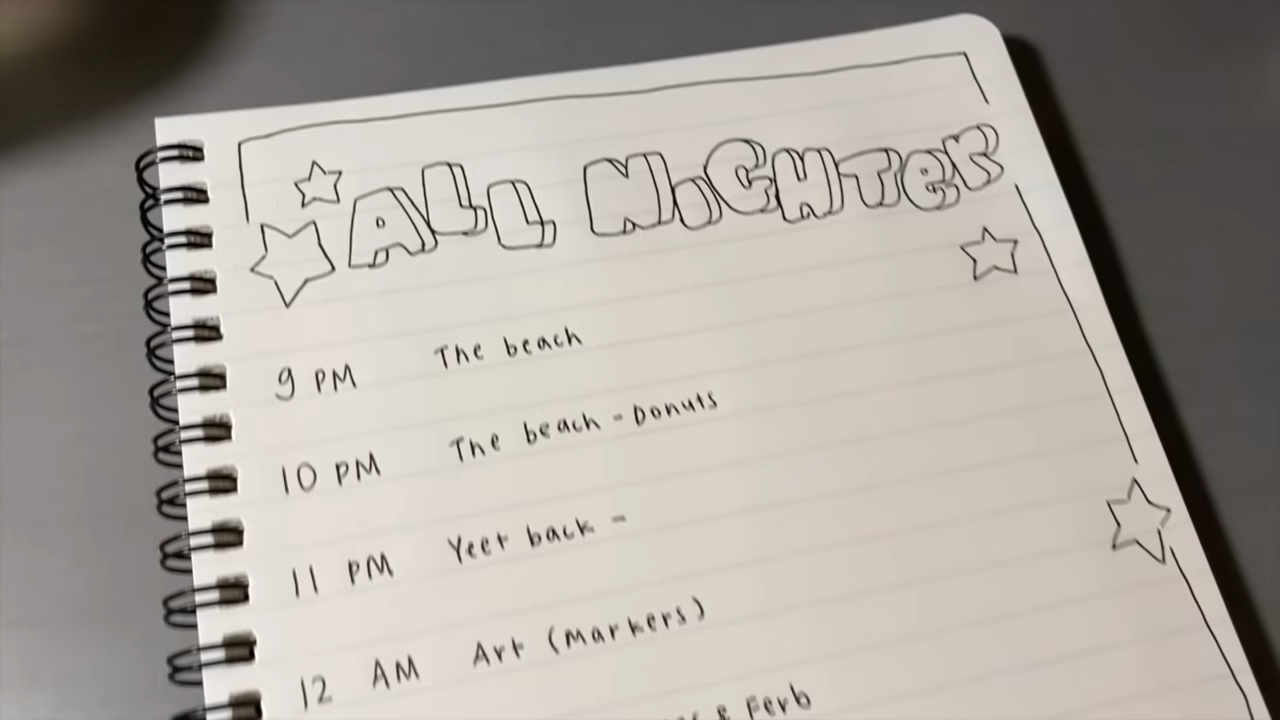 ALL NiGHTER
9 PM The beach
10 PM The beach - Donuts
11 PM Yeet back -
12 AM Art (Markers)
& Ferb